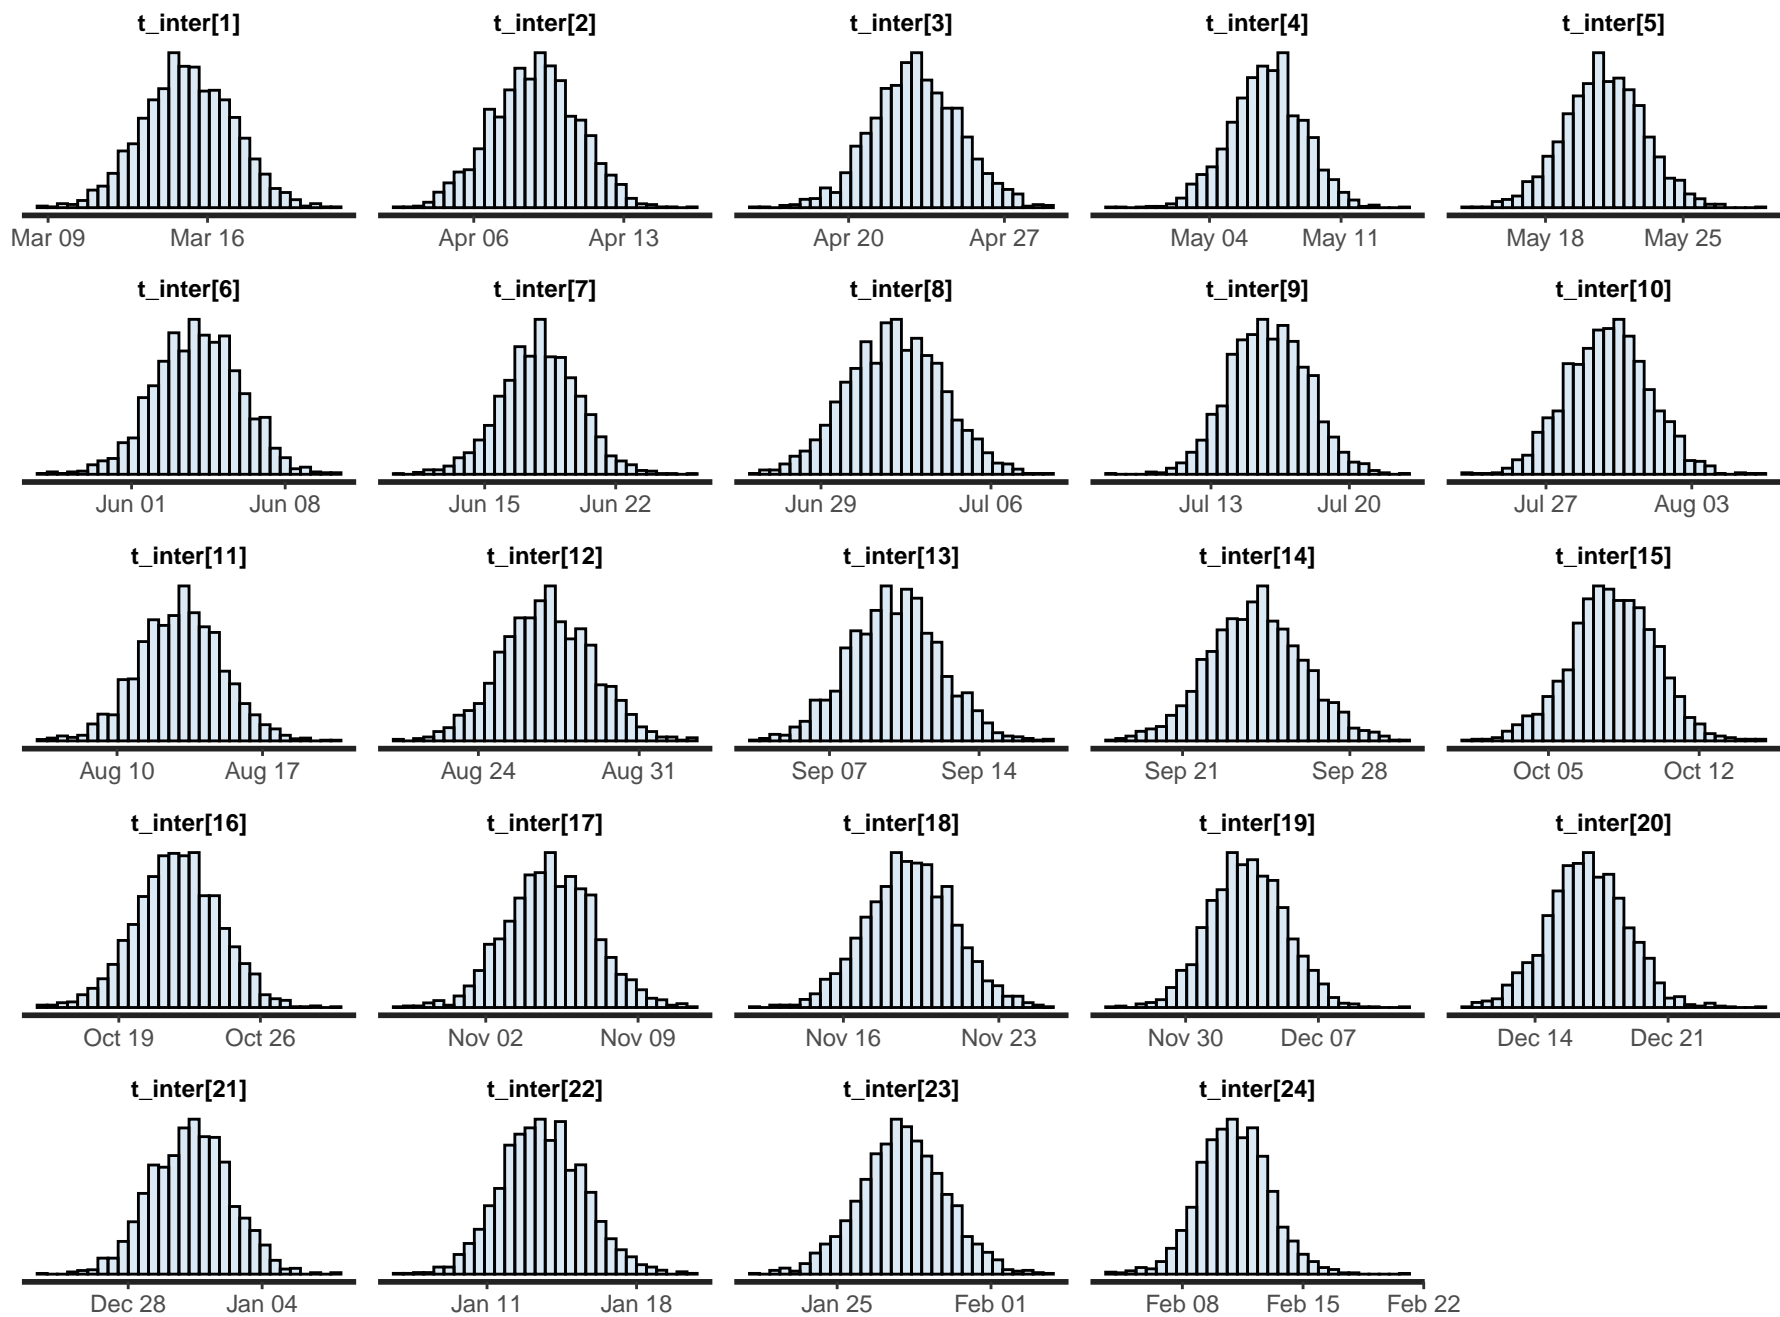 t_inter[1] t_inter[2] t_inter[3] t_inter[4] t_inter[5]
Mar 09 Mar 16 Apr 06 Apr 13 Apr 20 Apr 27 May 04 May 11 May 18 May 25
t_inter[6] t_inter[7] t_inter[8] t_inter[9] t_inter[10]
Jun 01 Jun 08 Jun 15 Jun 22 Jun 29 Jul 06 Jul 13 Jul 20 Jul 27 Aug 03
t_inter[11] t_inter[12] t_inter[13] t_inter[14] t_inter[15]
Aug 10 Aug 17 Aug 24 Aug 31 Sep 07 Sep 14 Sep 21 Sep 28 Oct 05 Oct 12
t_inter[16] t_inter[17] t_inter[18] t_inter[19] t_inter[20]
Oct 19 Oct 26 Nov 02 Nov 09 Nov 16 Nov 23 Nov 30 Dec 07 Dec 14 Dec 21
t_inter[21] t_inter[22] t_inter[23] t_inter[24]
Dec 28 Jan 04 Jan 11 Jan 18 Jan 25 Feb 01 Feb 08 Feb 15 Feb 22